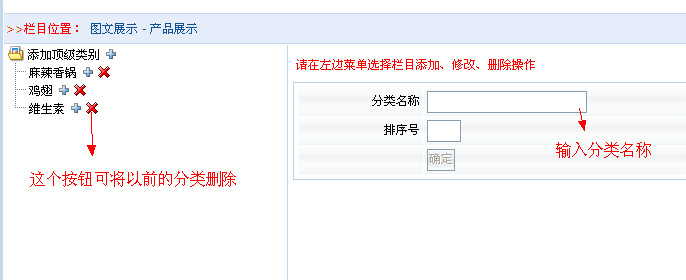 >>栏目位置： 图文展示 - 产品展示
添加顶级类别
麻辣香锅
鸡翅
维生素
这个按钮可将以前的分类删除
请在左边菜单选择栏目添加、修改、删除操作
分类名称
排序号
确定
输入分类名称